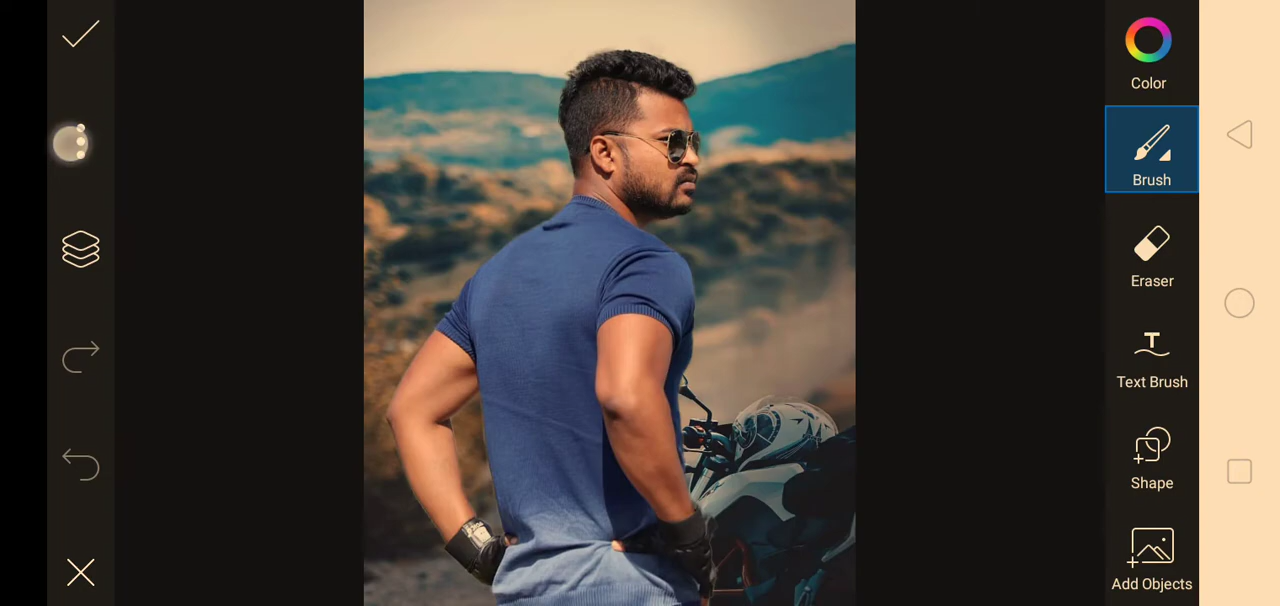 Color
Brush
Eraser
T
Text Brush
Shape
Add Objects